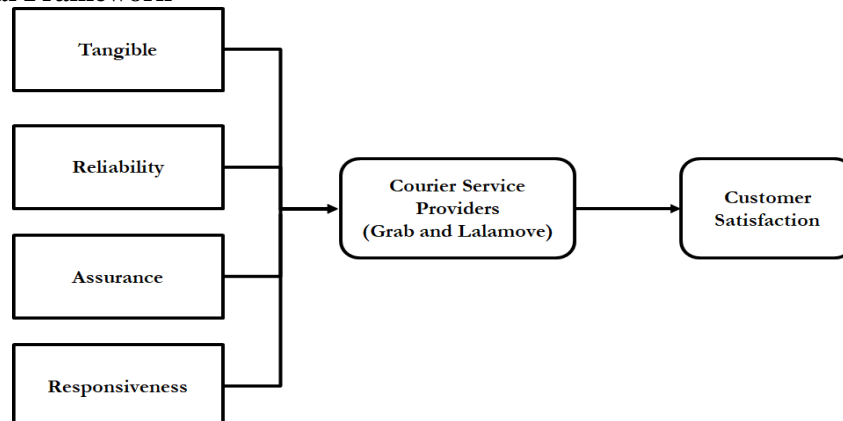 Tangible
Reliability
Assurance
Responsiveness
Courier Service
Providers
(Grab and Lalamove)
Customer
Satisfaction